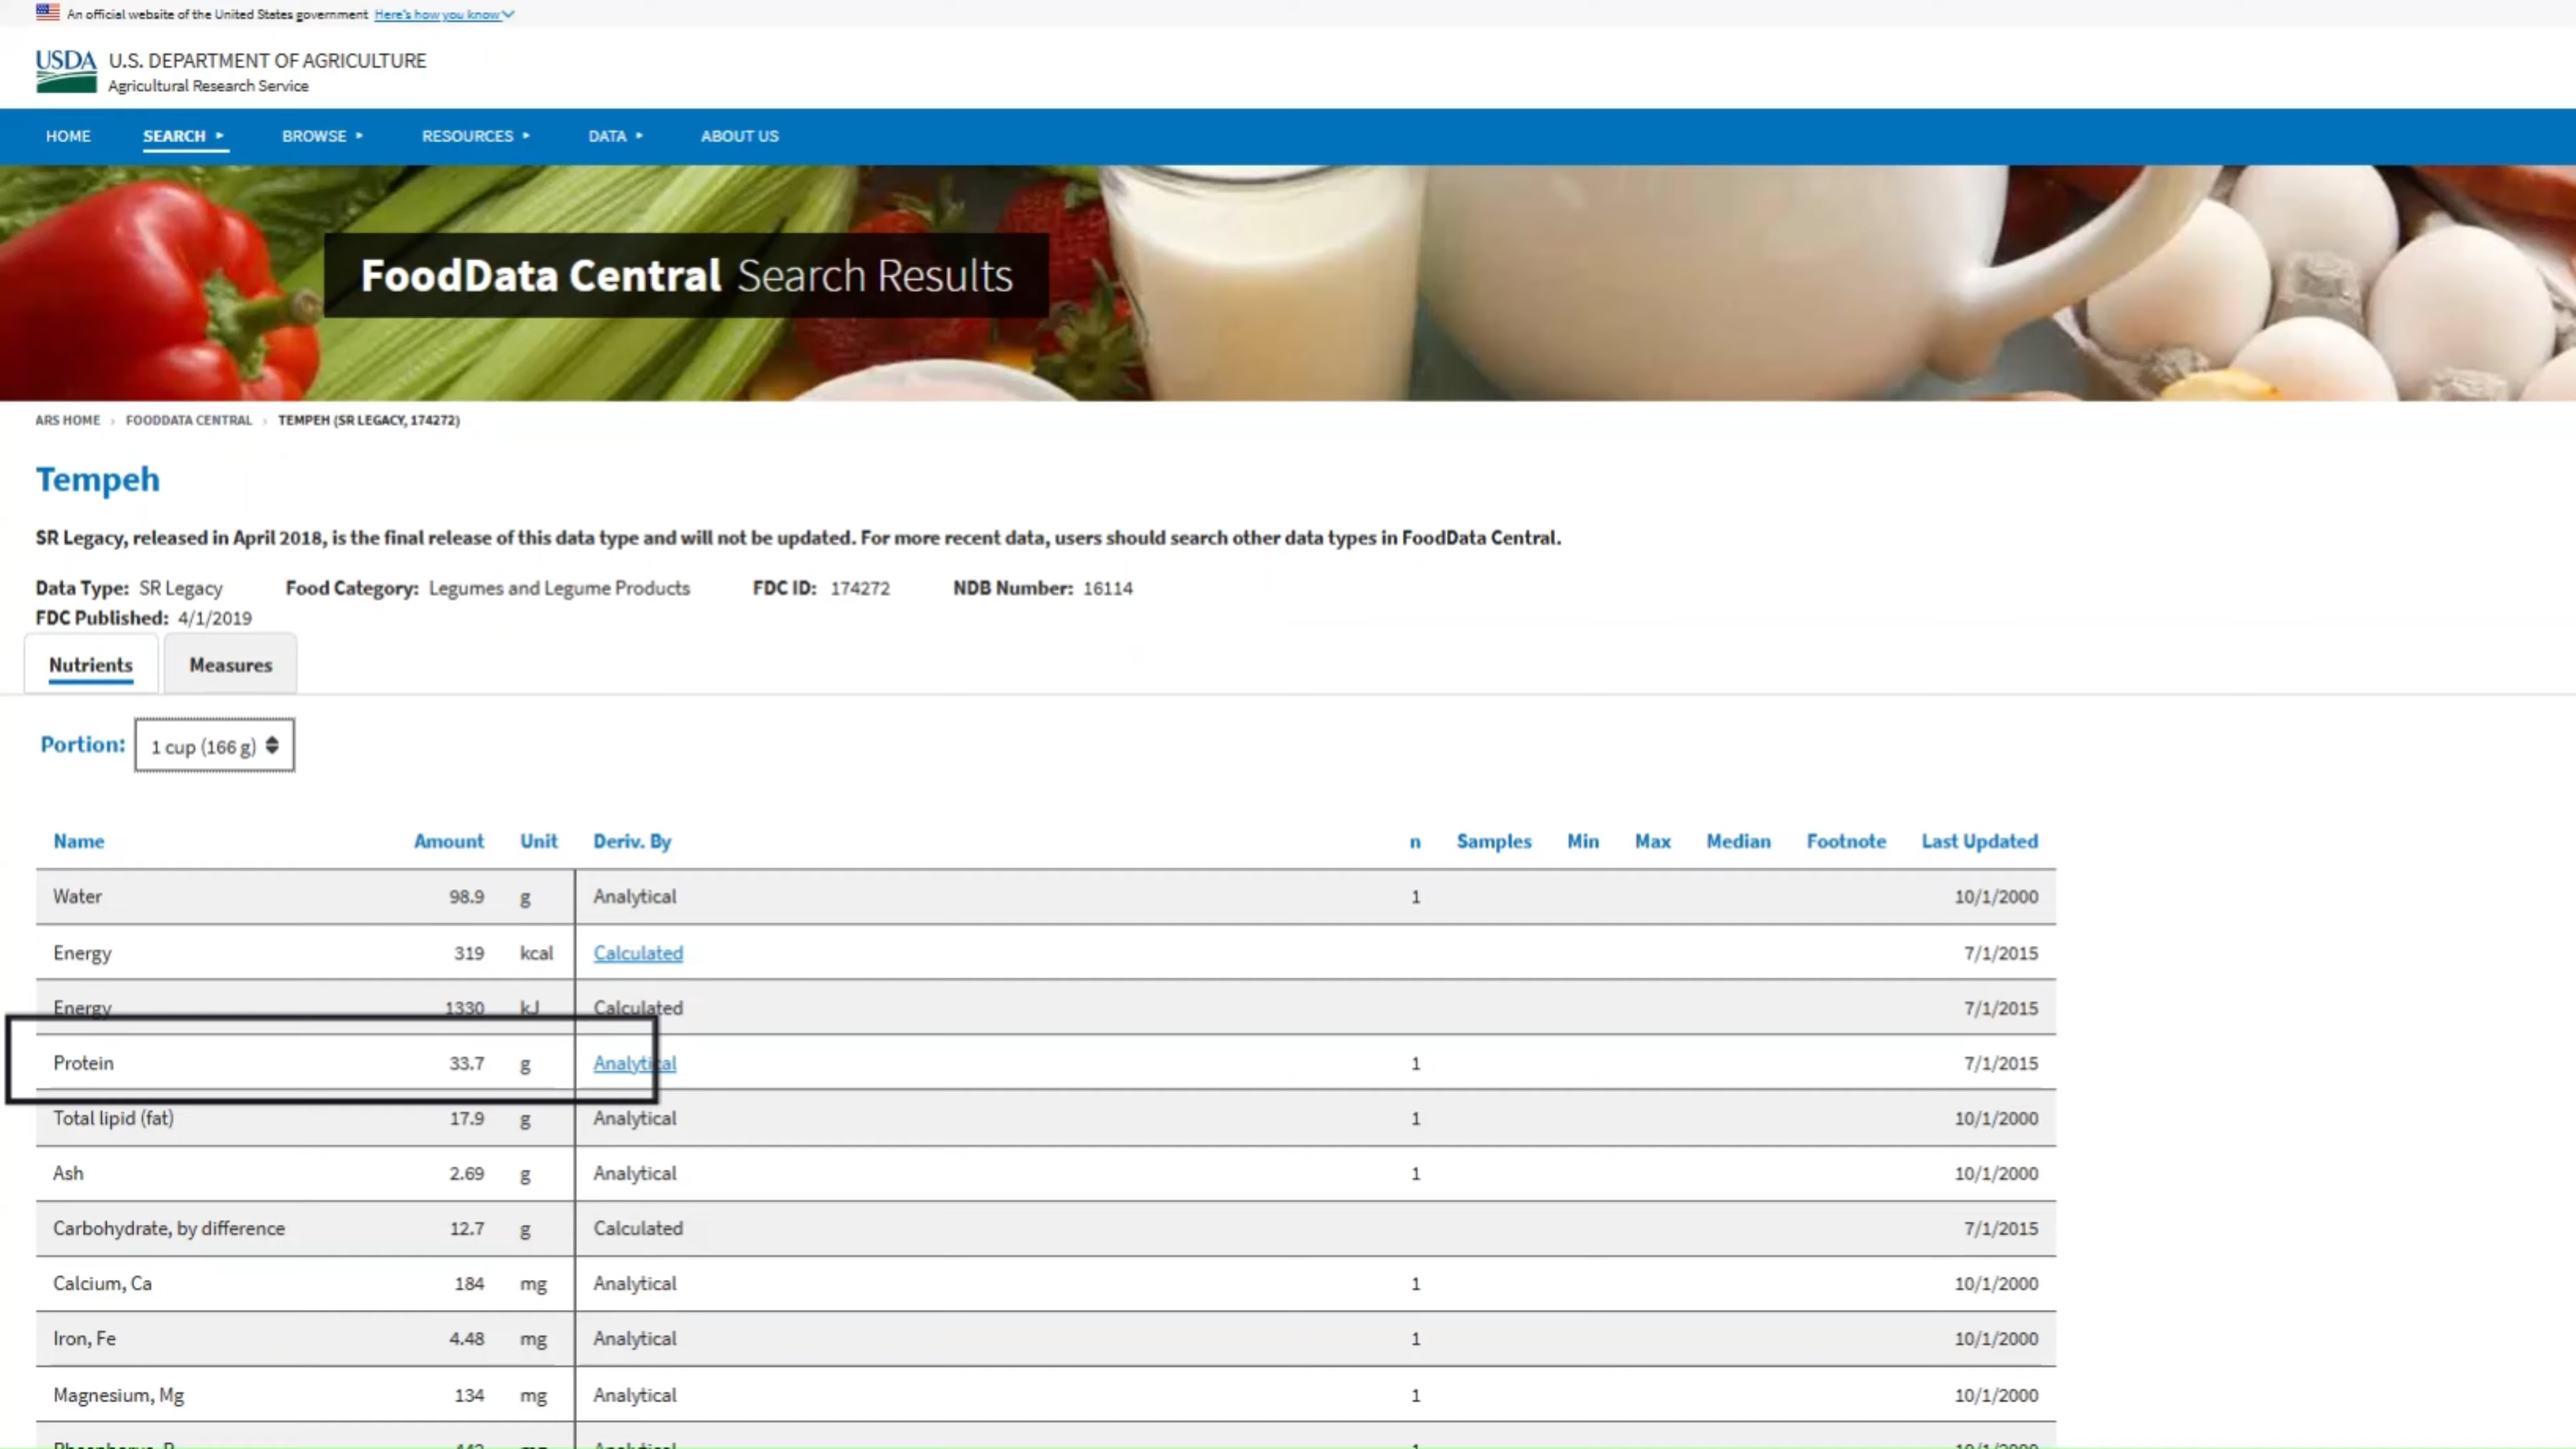 An official website of the United States government Here's how you know
USDA U.S. DEPARTMENT OF AGRICULTURE
Agricultural Research Service
HOME SEARCH BROWSE RESOURCES DATA ABOUT US
FoodData Central Search Results
ARS HOME › FOODDATA CENTRAL › TEMPEH (SR LEGACY, 174272)
Tempeh
SR Legacy, released in April 2018, is the final release of this data type and will not be updated. For more recent data, users should search other data types in FoodData Central.
Data Type: SR Legacy Food Category: Legumes and Legume Products FDC ID: 174272 NDB Number: 16114
FDC Published: 4/1/2019
Nutrients Measures
Portion: 1 cup (166 g)
Name Amount Unit Deriv. By n Samples Min Max Median Footnote Last Updated
Water 98.9 g Analytical 1 10/1/2000
Energy 319 kcal Calculated 7/1/2015
Energy 1330 kJ Calculated 7/1/2015
Protein 33.7 g Analytical 1 7/1/2015
Total lipid (fat) 17.9 g Analytical 1 10/1/2000
Ash 2.69 g Analytical 1 10/1/2000
Carbohydrate, by difference 12.7 g Calculated 7/1/2015
Calcium, Ca 184 mg Analytical 1 10/1/2000
Iron, Fe 4.48 mg Analytical 1 10/1/2000
Magnesium, Mg 134 mg Analytical 1 10/1/2000